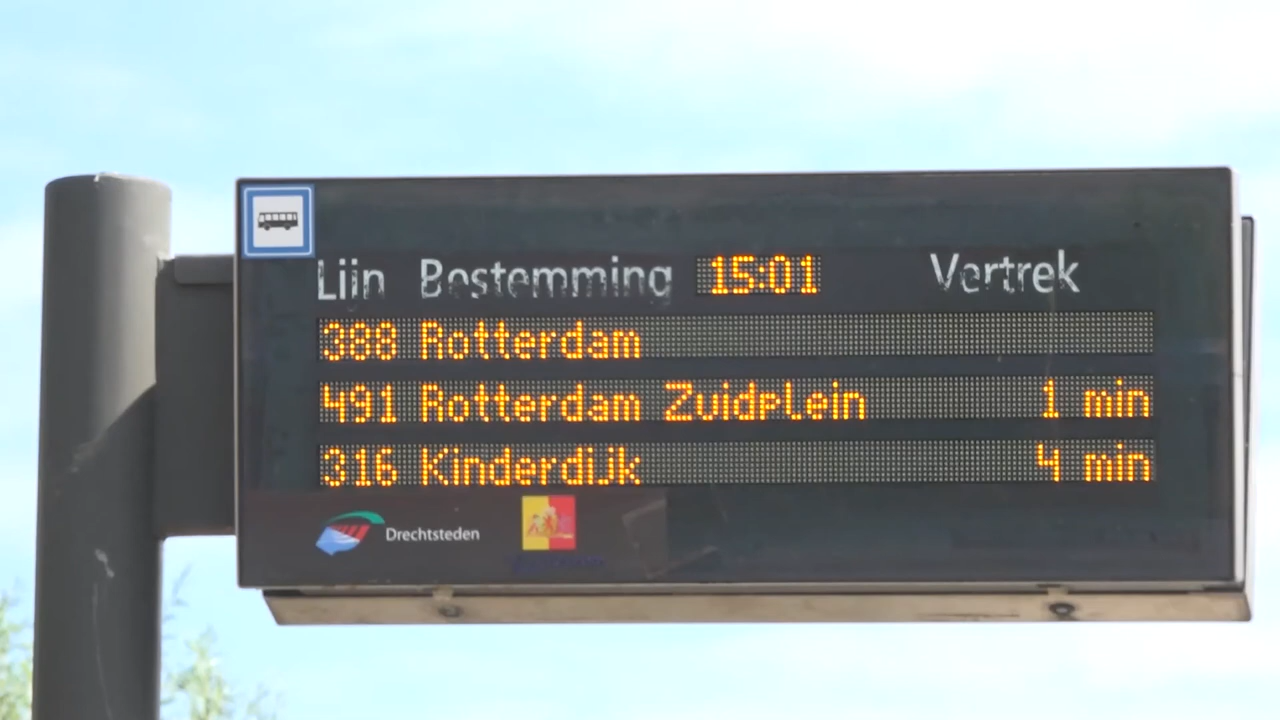 Lijn Bestemming 15:01 Vertrek
388 Rotterdam
491 Rotterdam Zuidplein 1 min
316 Kinderdijk 4 min
Drechtsteden